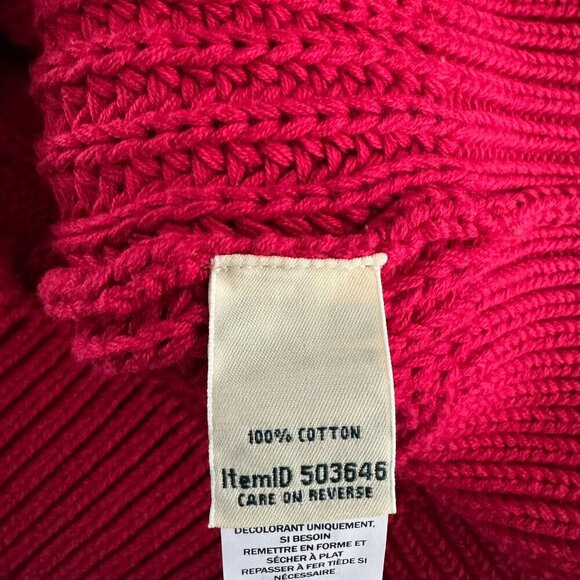 100% COTTON
ItemID 503646
CARE ON REVERSE
DÉCOLORANT UNIQUEMENT,
SI BESOIN
REMETTRE EN FORME ET
SÉCHER À PLAT
REPASSER À FER TIÈDE SI
NÉCESSAIRE